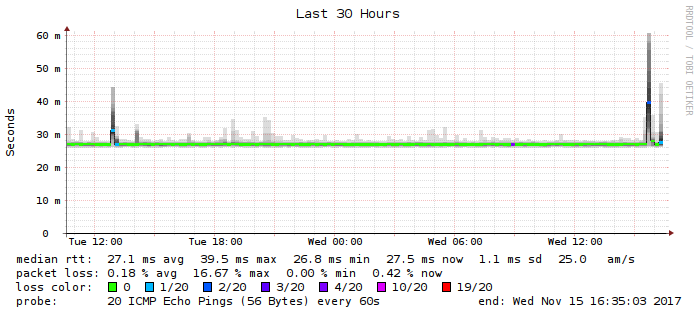 Last 30 Hours
RRDTOOL / TOBI OETIKER
Seconds
60 m
50 m
40 m
30 m
20 m
10 m
0
Tue 12:00 Tue 18:00 Wed 00:00 Wed 06:00 Wed 12:00
median rtt: 27.1 ms avg 39.5 ms max 26.8 ms min 27.5 ms now 1.1 ms sd 25.0 am/s
packet loss: 0.18 % avg 16.67 % max 0.00 % min 0.42 % now
loss color: 0 1/20 2/20 3/20 4/20 10/20 19/20
probe: 20 ICMP Echo Pings (56 Bytes) every 60s end: Wed Nov 15 16:35:03 2017